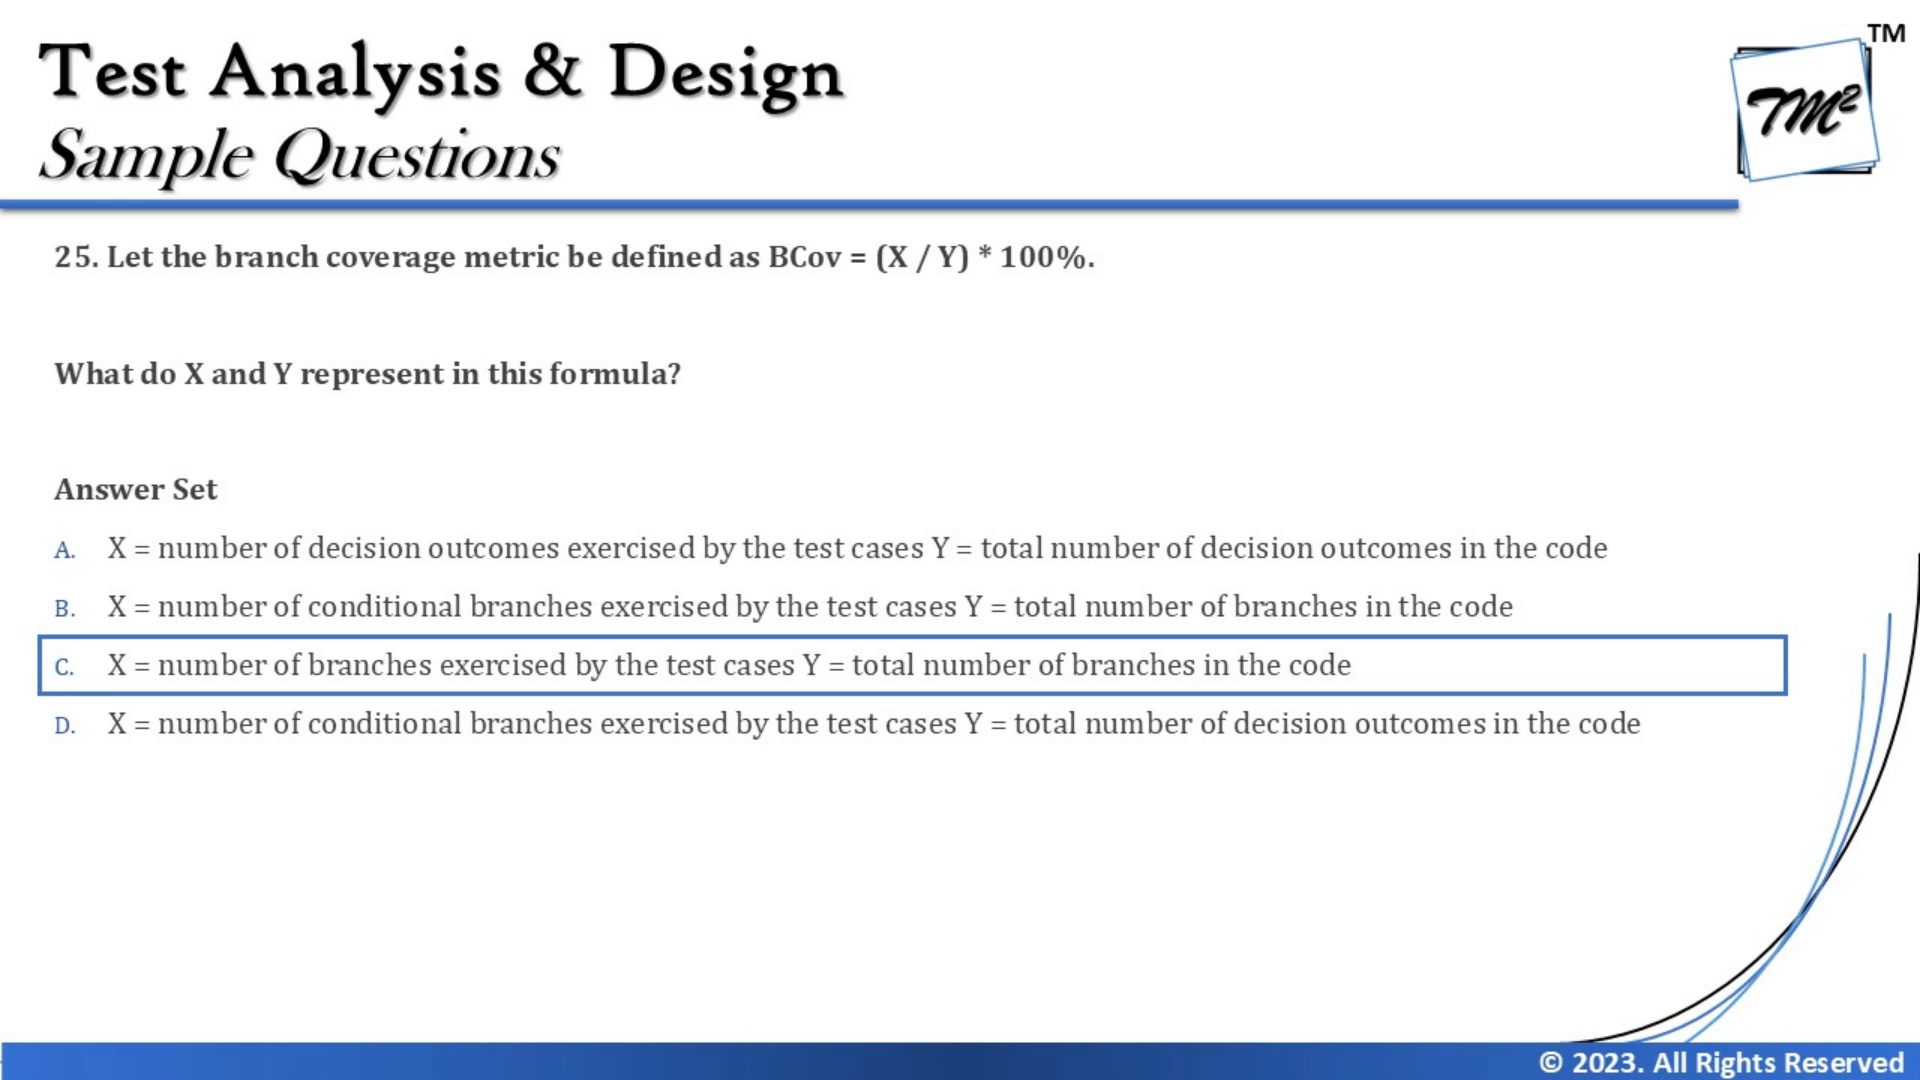 Test Analysis & Design
TM
Sample Questions
TM²
25. Let the branch coverage metric be defined as BCov = (X / Y) * 100%.
What do X and Y represent in this formula?
Answer Set
A. X = number of decision outcomes exercised by the test cases Y = total number of decision outcomes in the code
B. X = number of conditional branches exercised by the test cases Y = total number of branches in the code
C. X = number of branches exercised by the test cases Y = total number of branches in the code
D. X = number of conditional branches exercised by the test cases Y = total number of decision outcomes in the code
© 2023. All Rights Reserved